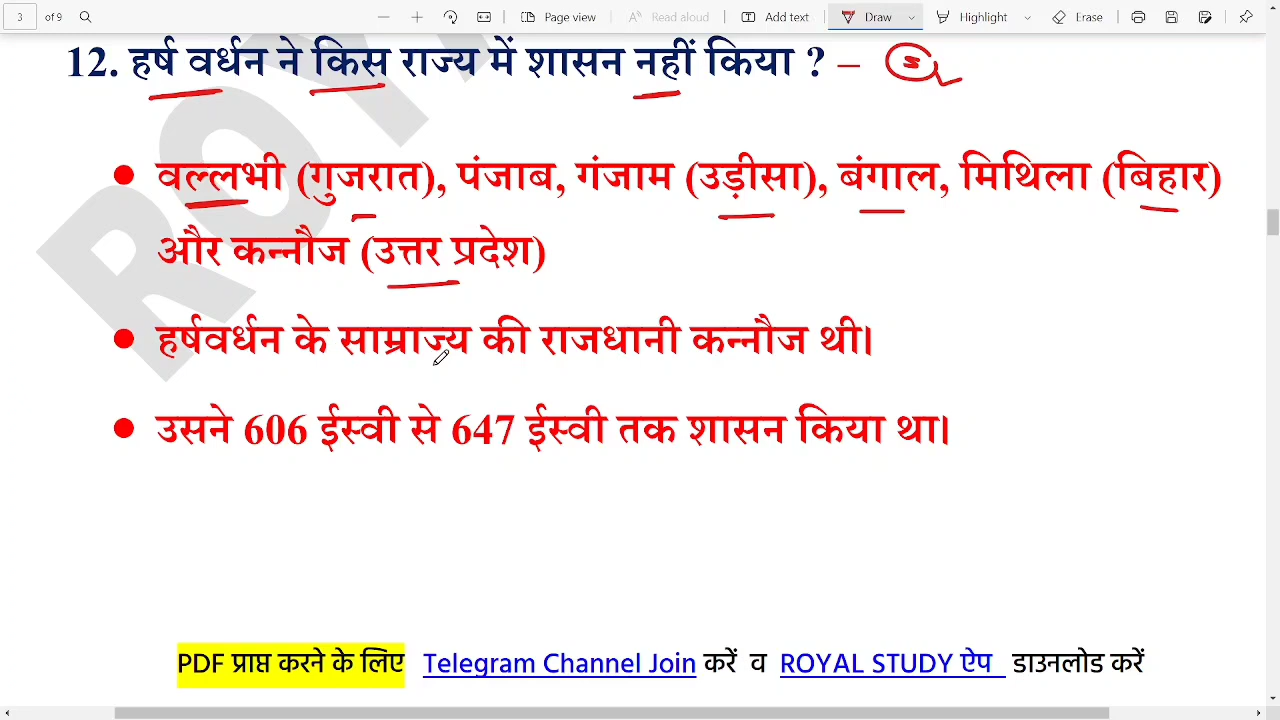 3 of 9 Page view Read aloud Add text Draw Highlight Erase
12. हर्ष वर्धन ने किस राज्य में शासन नहीं किया ? –
• वल्लभी (गुजरात), पंजाब, गंजाम (उड़ीसा), बंगाल, मिथिला (बिहार)
और कन्नौज (उत्तर प्रदेश)
• हर्षवर्धन के साम्राज्य की राजधानी कन्नौज थी।
• उसने 606 ईस्वी से 647 ईस्वी तक शासन किया था।
PDF प्राप्त करने के लिए Telegram Channel Join करें व ROYAL STUDY ऐप डाउनलोड करें